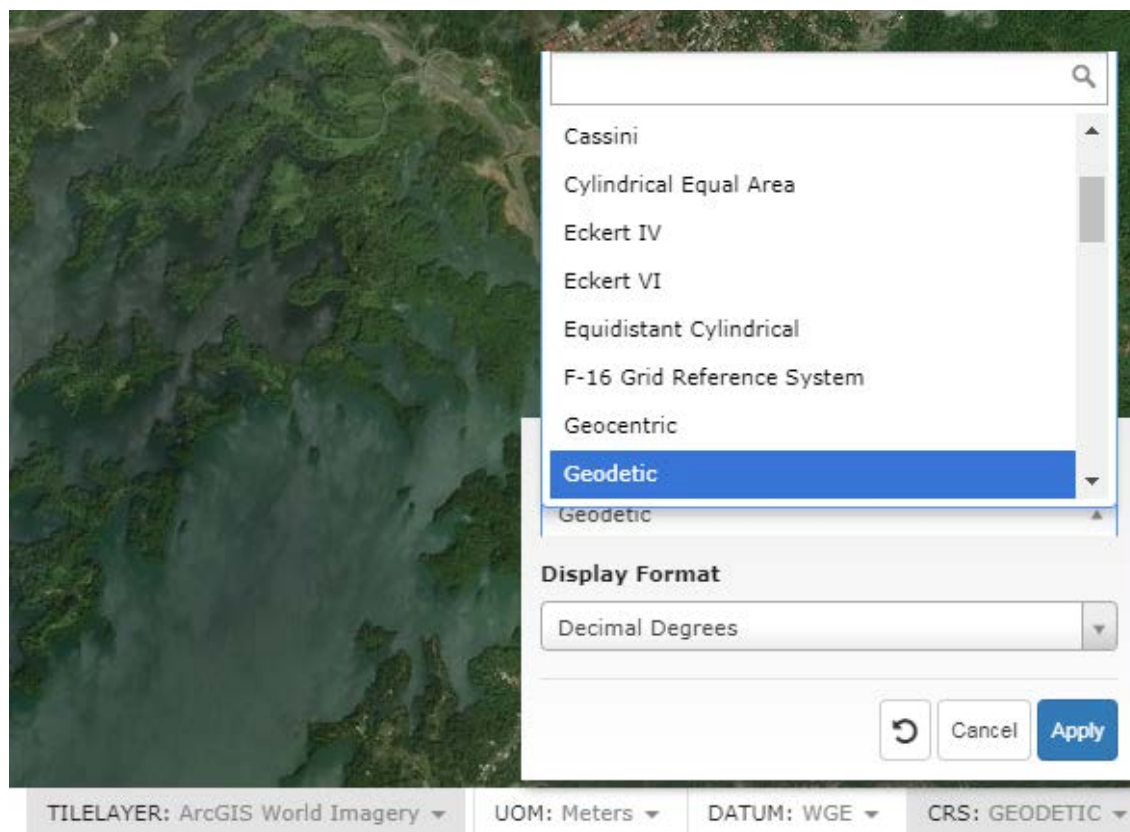 Cassini
Cylindrical Equal Area
Eckert IV
Eckert VI
Equidistant Cylindrical
F-16 Grid Reference System
Geocentric
Geodetic
Geodetic
Display Format
Decimal Degrees
Cancel Apply
TILELAYER: ArcGIS World Imagery UOM: Meters DATUM: WGE CRS: GEODETIC